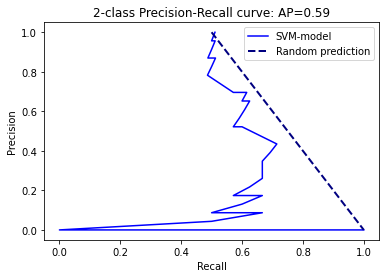 2-class Precision-Recall curve: AP=0.59
SVM-model
Random prediction
Precision
1.0
0.8
0.6
0.4
0.2
0.0
0.0 0.2 0.4 0.6 0.8 1.0
Recall